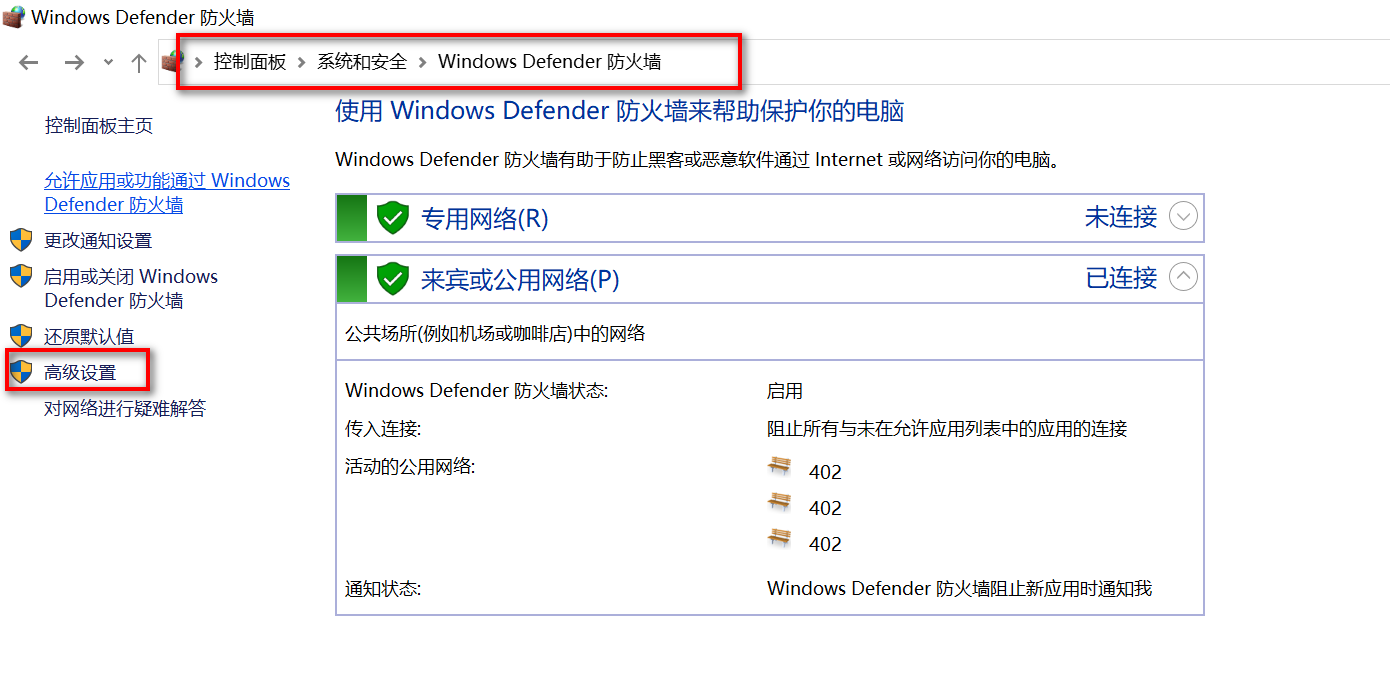 Windows Defender 防火墙
控制面板 > 系统和安全 > Windows Defender 防火墙
控制面板主页
允许应用或功能通过 Windows
Defender 防火墙
更改通知设置
启用或关闭 Windows
Defender 防火墙
还原默认值
高级设置
对网络进行疑难解答
使用 Windows Defender 防火墙来帮助保护你的电脑
Windows Defender 防火墙有助于防止黑客或恶意软件通过 Internet 或网络访问你的电脑。
专用网络(R) 未连接
来宾或公用网络(P) 已连接
公共场所(例如机场或咖啡店)中的网络
Windows Defender 防火墙状态: 启用
传入连接: 阻止所有与未在允许应用列表中的应用的连接
活动的公用网络: 402
402
402
通知状态: Windows Defender 防火墙阻止新应用时通知我